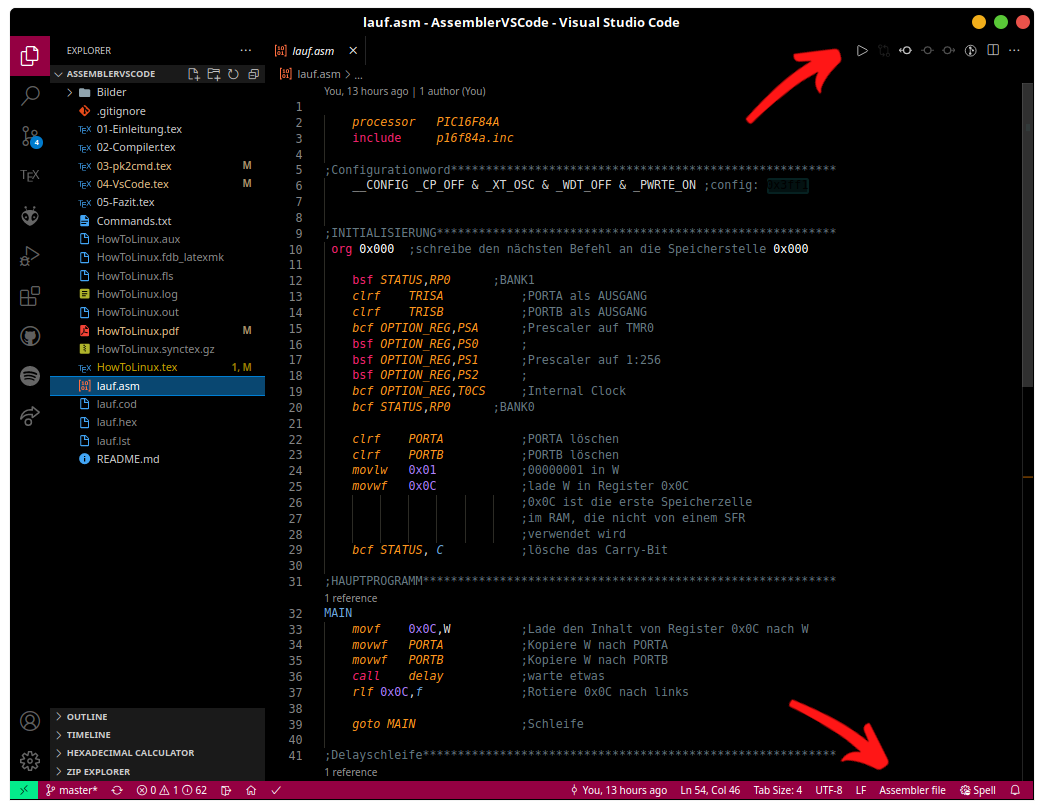 lauf.asm - AssemblerVSCode - Visual Studio Code
EXPLORER
ASSEMBLERVSCODE
Bilder
.gitignore
TEX 01-Einleitung.tex
TEX 02-Compiler.tex
TEX 03-pk2cmd.tex M
TEX 04-VsCode.tex M
TEX 05-Fazit.tex
Commands.txt
HowToLinux.aux
HowToLinux.fdb_latexmk
HowToLinux.fls
HowToLinux.log
HowToLinux.out
HowToLinux.pdf M
HowToLinux.synctex.gz
TEX HowToLinux.tex 1, M
lauf.asm
lauf.cod
lauf.hex
lauf.lst
README.md
OUTLINE
TIMELINE
HEXADECIMAL CALCULATOR
ZIP EXPLORER
4
TEX
lauf.asm
lauf.asm > ...
You, 13 hours ago | 1 author (You)
1
2 processor PIC16F84A
3 include p16f84a.inc
4
5 ;Configurationword*******************************************************
6 __CONFIG _CP_OFF & _XT_OSC & _WDT_OFF & _PWRTE_ON ;config:
7
8
9 ;INITIALISIERUNG*********************************************************
10 org 0x000 ;schreibe den nächsten Befehl an die Speicherstelle 0x000
11
12 bsf STATUS,RP0 ;BANK1
13 clrf TRISA ;PORTA als AUSGANG
14 clrf TRISB ;PORTB als AUSGANG
15 bcf OPTION_REG,PSA ;Prescaler auf TMR0
16 bsf OPTION_REG,PS0 ;
17 bsf OPTION_REG,PS1 ;Prescaler auf 1:256
18 bsf OPTION_REG,PS2 ;
19 bcf OPTION_REG,T0CS ;Internal Clock
20 bcf STATUS,RP0 ;BANK0
21
22 clrf PORTA ;PORTA löschen
23 clrf PORTB ;PORTB löschen
24 movlw 0x01 ;00000001 in W
25 movwf 0x0C ;lade W in Register 0x0C
26 ;0x0C ist die erste Speicherzelle
27 ;im RAM, die nicht von einem SFR
28 ;verwendet wird
29 bcf STATUS, C ;lösche das Carry-Bit
30
31 ;HAUPTPROGRAMM***********************************************************
1 reference
32 MAIN
33 movf 0x0C,W ;Lade den Inhalt von Register 0x0C nach W
34 movwf PORTA ;Kopiere W nach PORTA
35 movwf PORTB ;Kopiere W nach PORTB
36 call delay ;warte etwas
37 rlf 0x0C,f ;Rotiere 0x0C nach links
38
39 goto MAIN ;Schleife
40
41 ;Delayschleife***********************************************************
1 reference
master* 0 1 62 You, 13 hours ago Ln 54, Col 46 Tab Size: 4 UTF-8 LF Assembler file Spell